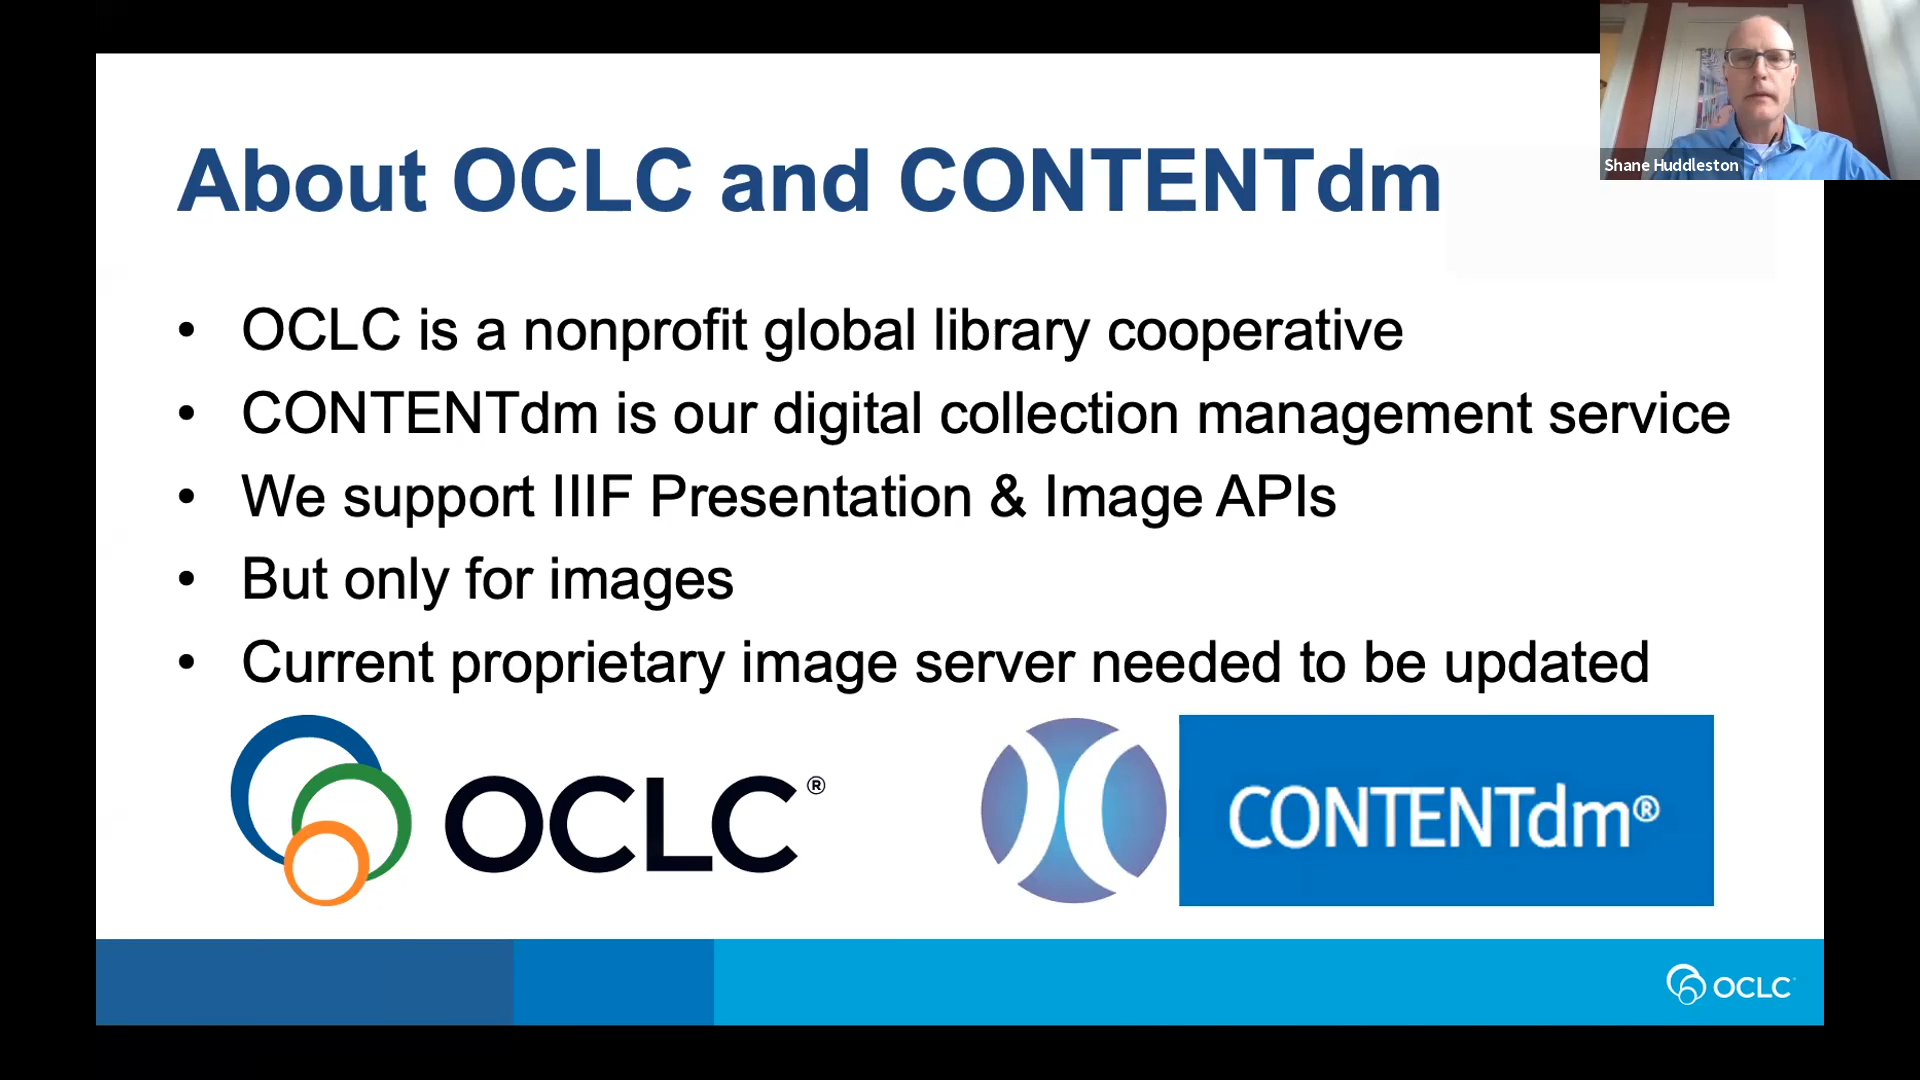 Shane Huddleston
About OCLC and CONTENTdm
• OCLC is a nonprofit global library cooperative
• CONTENTdm is our digital collection management service
• We support IIIF Presentation & Image APIs
• But only for images
• Current proprietary image server needed to be updated
OCLC®
CONTENTdm®
OCLC